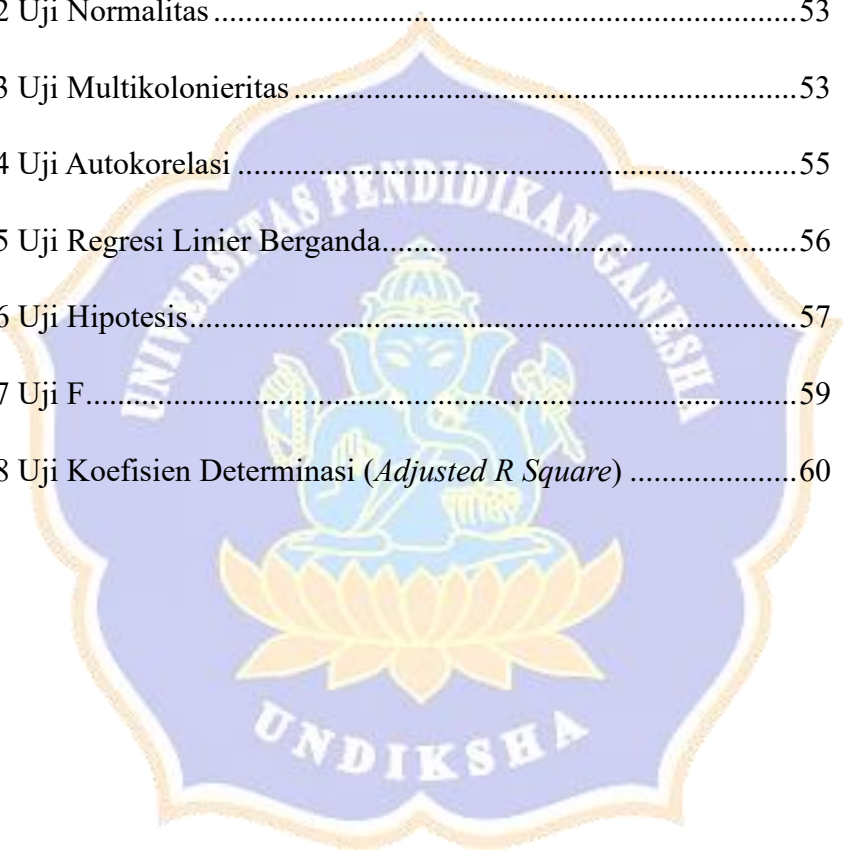 2 Uji Normalitas..........................................................................53
3 Uji Multikolonieritas................................................................53
4 Uji Autokorelasi.......................................................................55
5 Uji Regresi Linier Berganda....................................................56
6 Uji Hipotesis.............................................................................57
7 Uji F..........................................................................................59
8 Uji Koefisien Determinasi (Adjusted R Square).....................60
UNIVERSITAS PENDIDIKAN GANESHA
UNDIKSHA